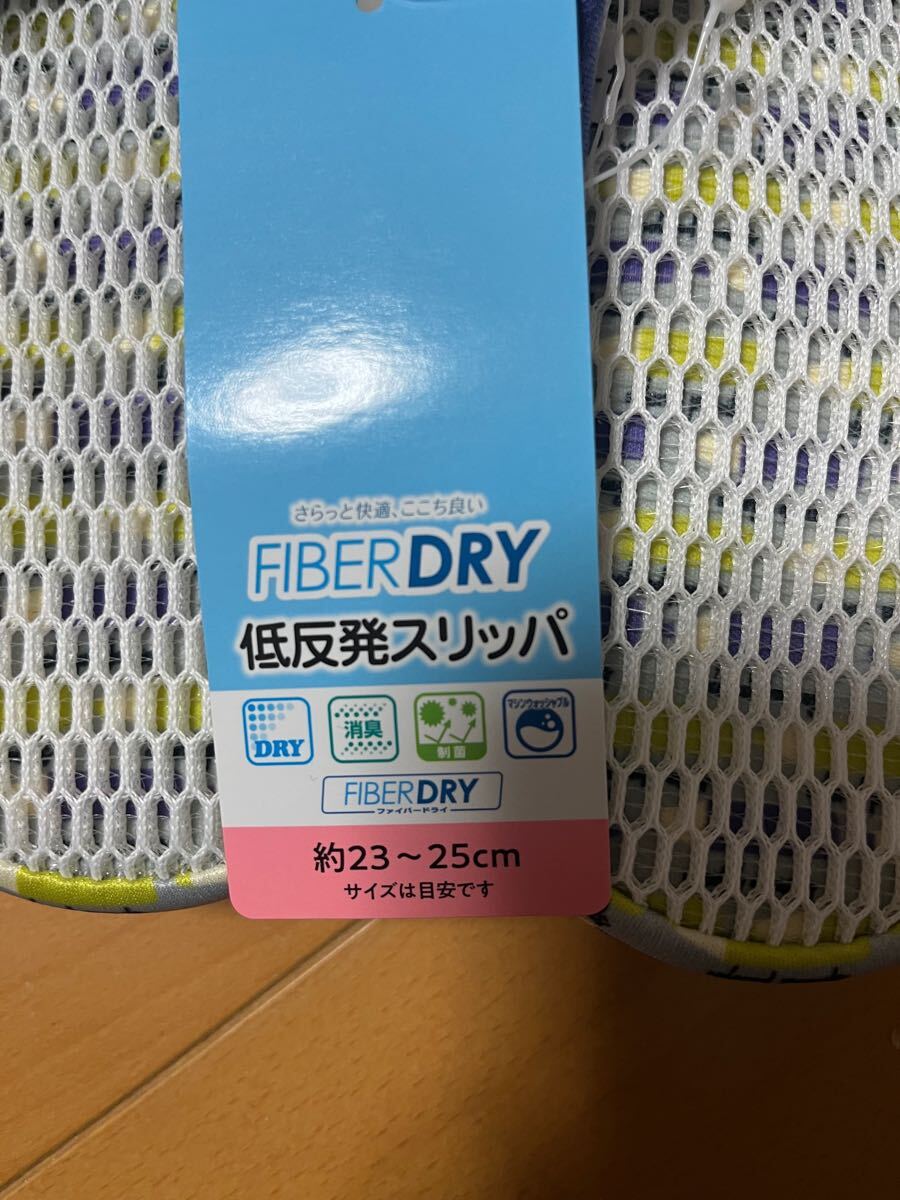 さらっと快適、ここち良い
FIBERDRY
低反発スリッパ
DRY
消臭
制菌
マシンウォッシャブル
FIBERDRY
ファイバードライ
約23～25cm
サイズは目安です